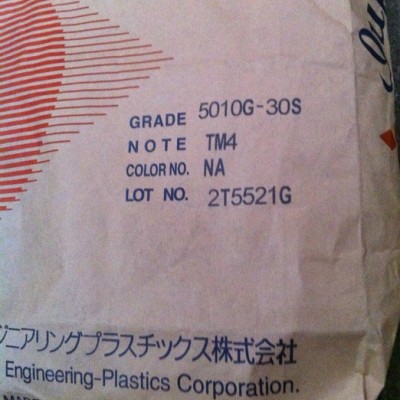 GRADE 5010G-30S
NOTE TM4
COLOR NO. NA
LOT NO. 2T5521G
ジニアリングプラスチックス株式会社
Engineering-Plastics Corporation.